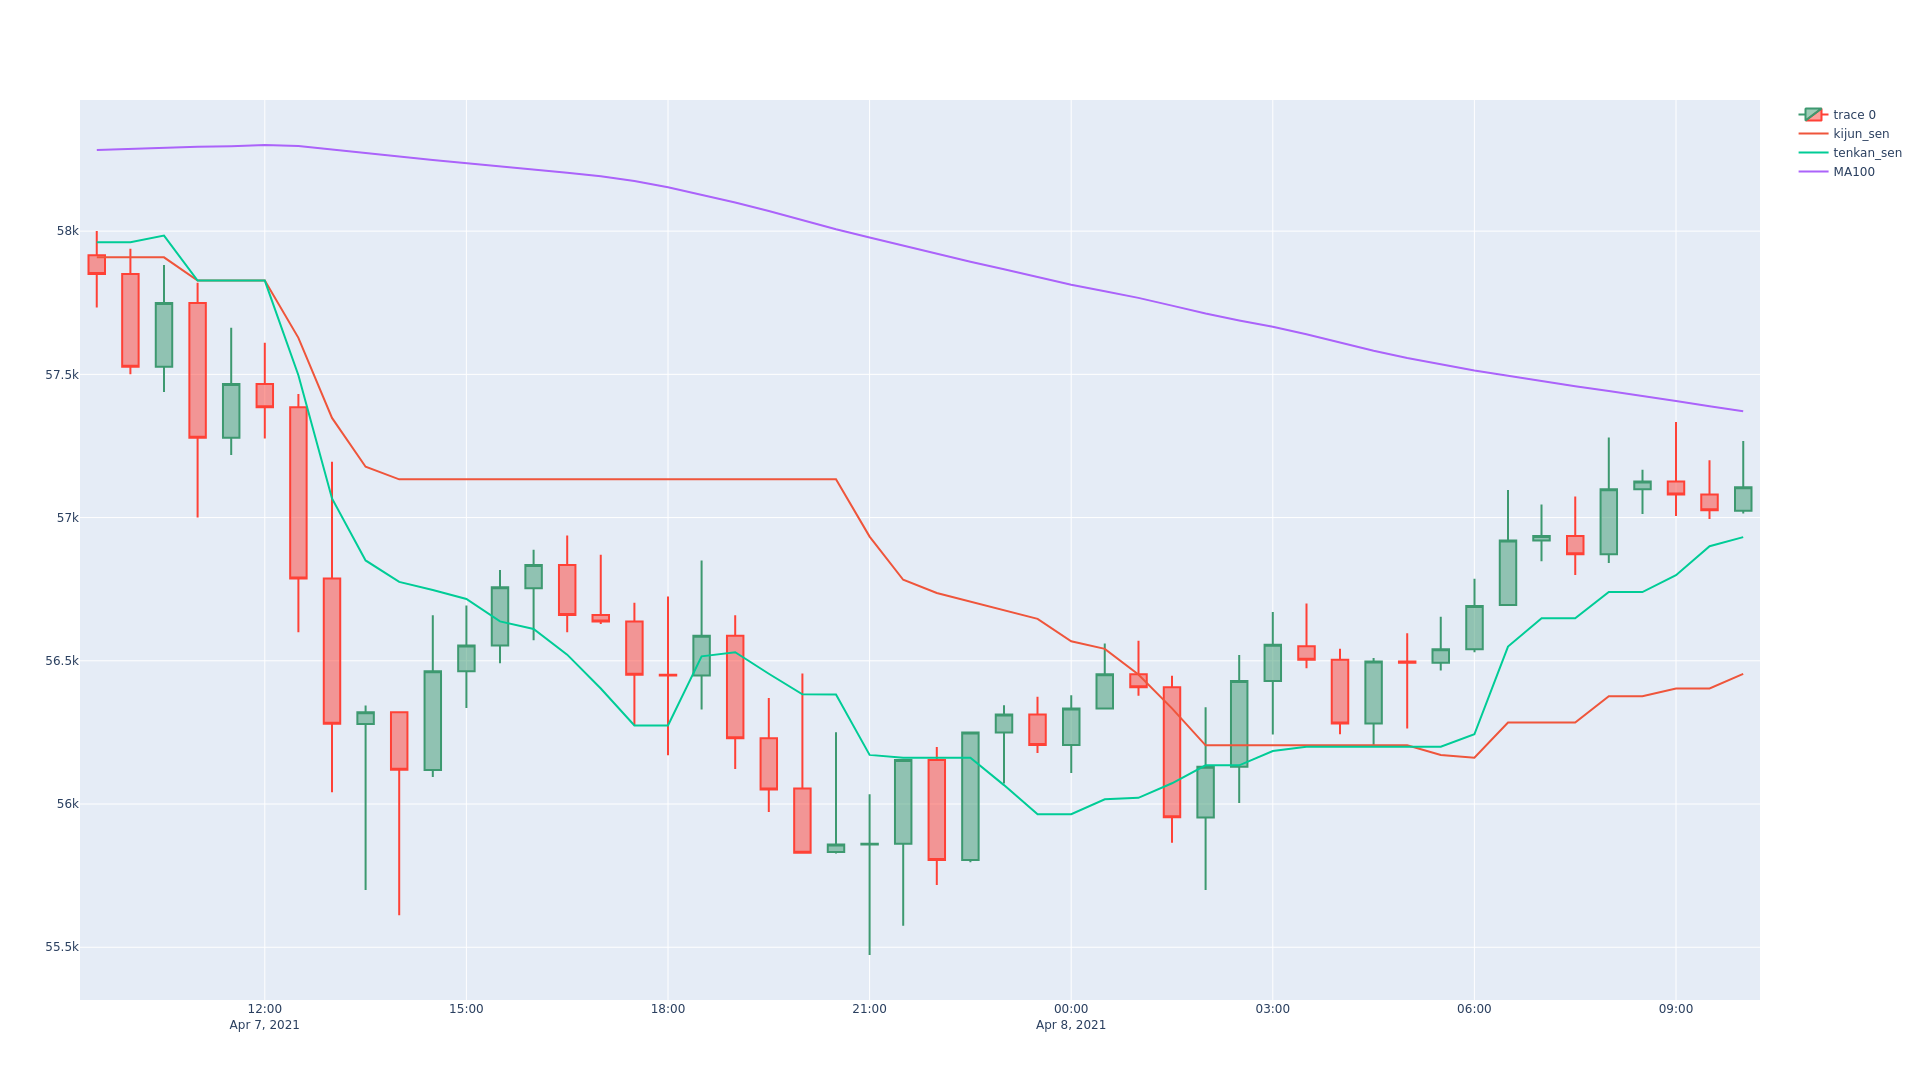 trace 0
kijun_sen
tenkan_sen
MA100
58k
57.5k
57k
56.5k
56k
55.5k
12:00
Apr 7, 2021
15:00
18:00
21:00
00:00
Apr 8, 2021
03:00
06:00
09:00